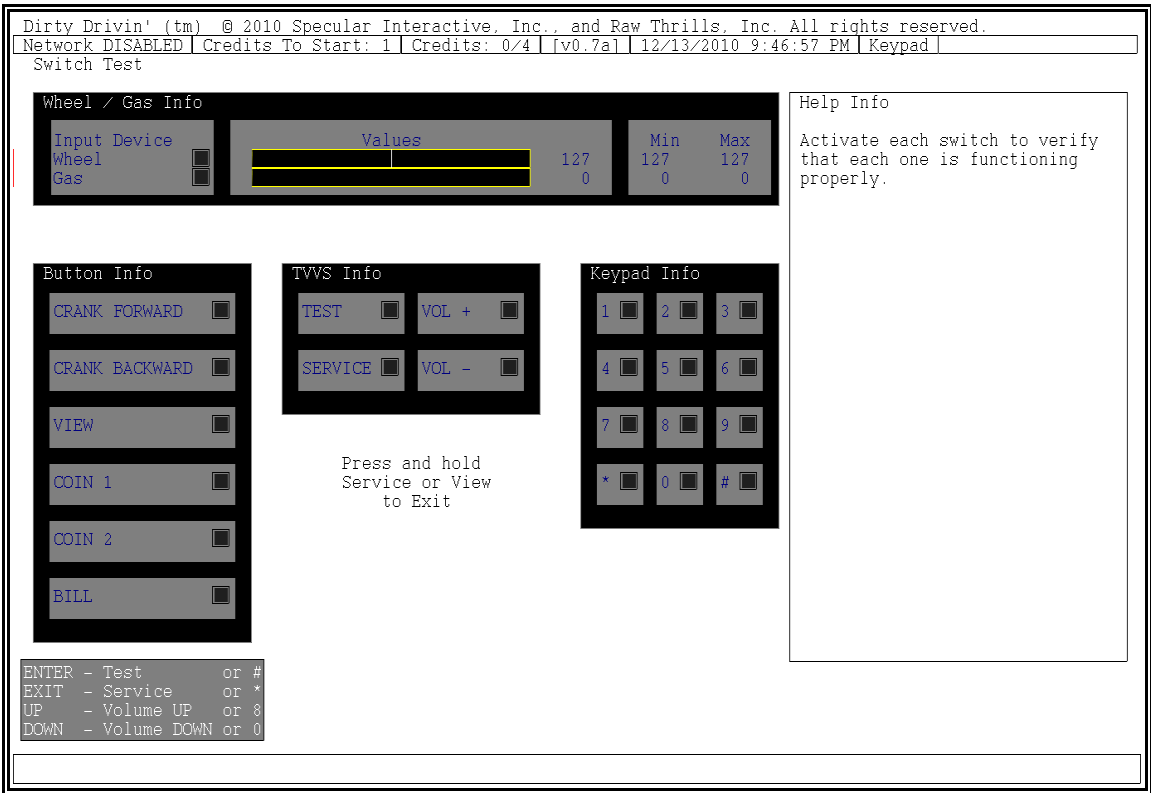 Dirty Drivin' (tm)  @ 2010 Specular Interactive, Inc., and Raw Thrills, Inc. All rights reserved.
Network DISABLED Credits To Start: 1 Credits: 0/4 [v0.7a] 12/13/2010 9:46:57 PM Keypad
Switch Test
Wheel / Gas Info
Input Device Values Min Max
Wheel 127 127 127
Gas 0 0 0
Help Info
Activate each switch to verify
that each one is functioning
properly.
Button Info
CRANK FORWARD
CRANK BACKWARD
VIEW
COIN 1
COIN 2
BILL
TVVS Info
TEST VOL +
SERVICE VOL -
Press and hold
Service or View
to Exit
Keypad Info
1 2 3
4 5 6
7 8 9
* 0 #
ENTER - Test or #
EXIT - Service or *
UP - Volume UP or 8
DOWN - Volume DOWN or 0